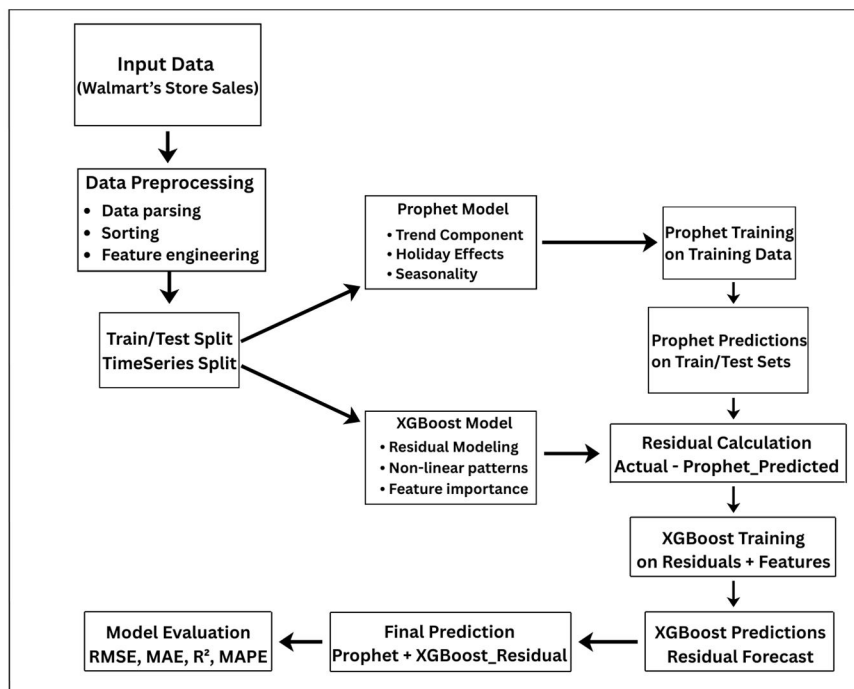 Input Data
(Walmart's Store Sales)
Data Preprocessing
• Data parsing
• Sorting
• Feature engineering
Train/Test Split
TimeSeries Split
Prophet Model
• Trend Component
• Holiday Effects
• Seasonality
Prophet Training
on Training Data
Prophet Predictions
on Train/Test Sets
XGBoost Model
• Residual Modeling
• Non-linear patterns
• Feature importance
Residual Calculation
Actual - Prophet_Predicted
XGBoost Training
on Residuals + Features
XGBoost Predictions
Residual Forecast
Final Prediction
Prophet + XGBoost_Residual
Model Evaluation
RMSE, MAE, R², MAPE